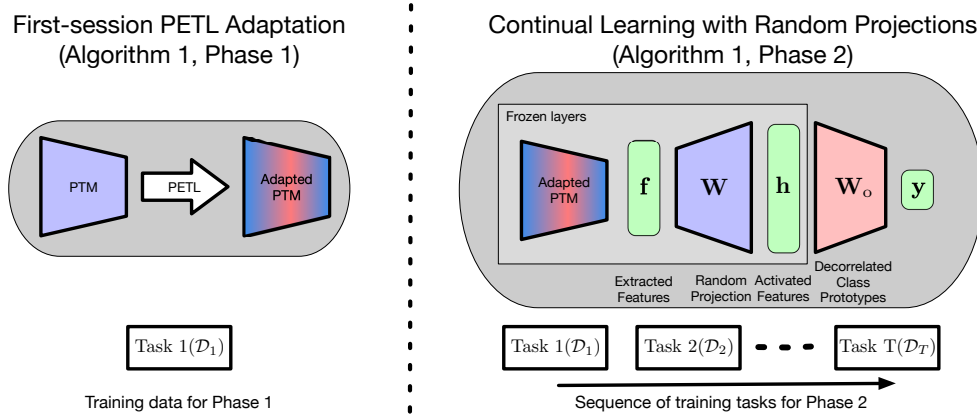 First-session PETL Adaptation
(Algorithm 1, Phase 1)
PTM
PETL
Adapted
PTM
Task 1(𝒟₁)
Training data for Phase 1
Continual Learning with Random Projections
(Algorithm 1, Phase 2)
Frozen layers
Adapted
PTM
f
W
h
Wₒ
y
Extracted
Features
Random
Projection
Activated
Features
Decorrelated
Class
Prototypes
Task 1(𝒟₁)
Task 2(𝒟₂)
Task T(𝒟_T)
Sequence of training tasks for Phase 2